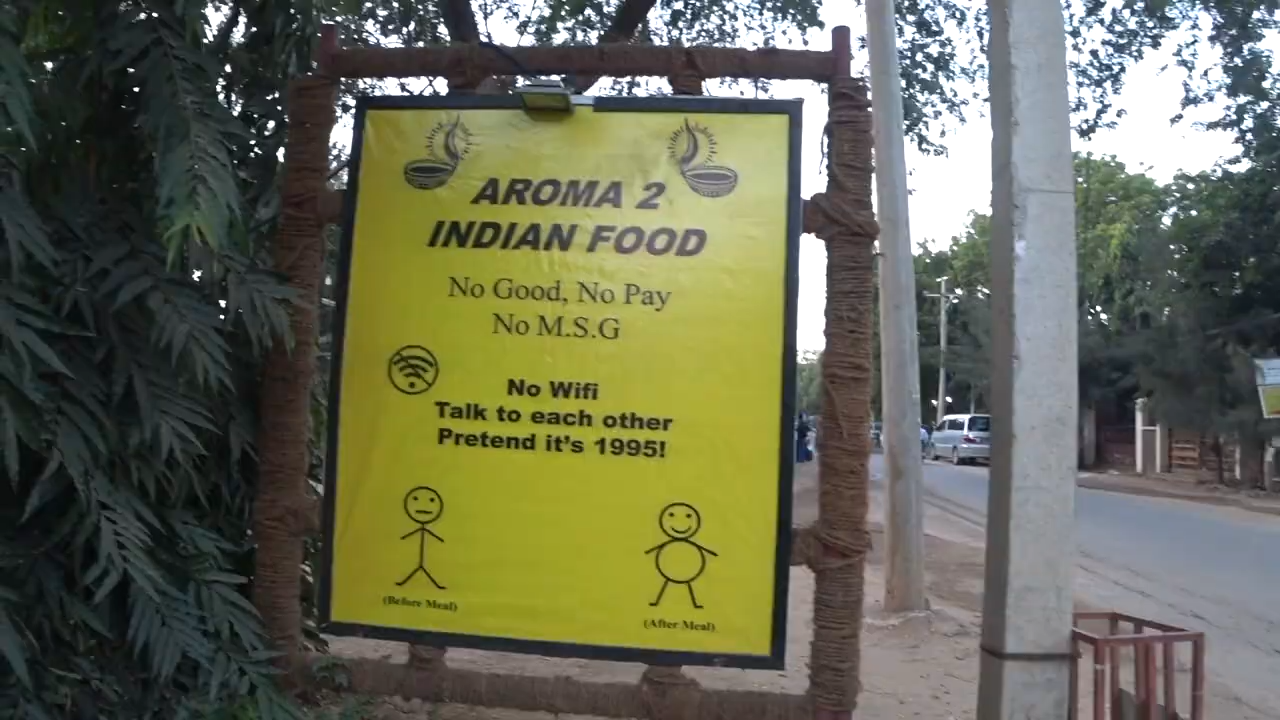 AROMA 2
INDIAN FOOD
No Good, No Pay
No M.S.G
No Wifi
Talk to each other
Pretend it's 1995!
(Before Meal)
(After Meal)